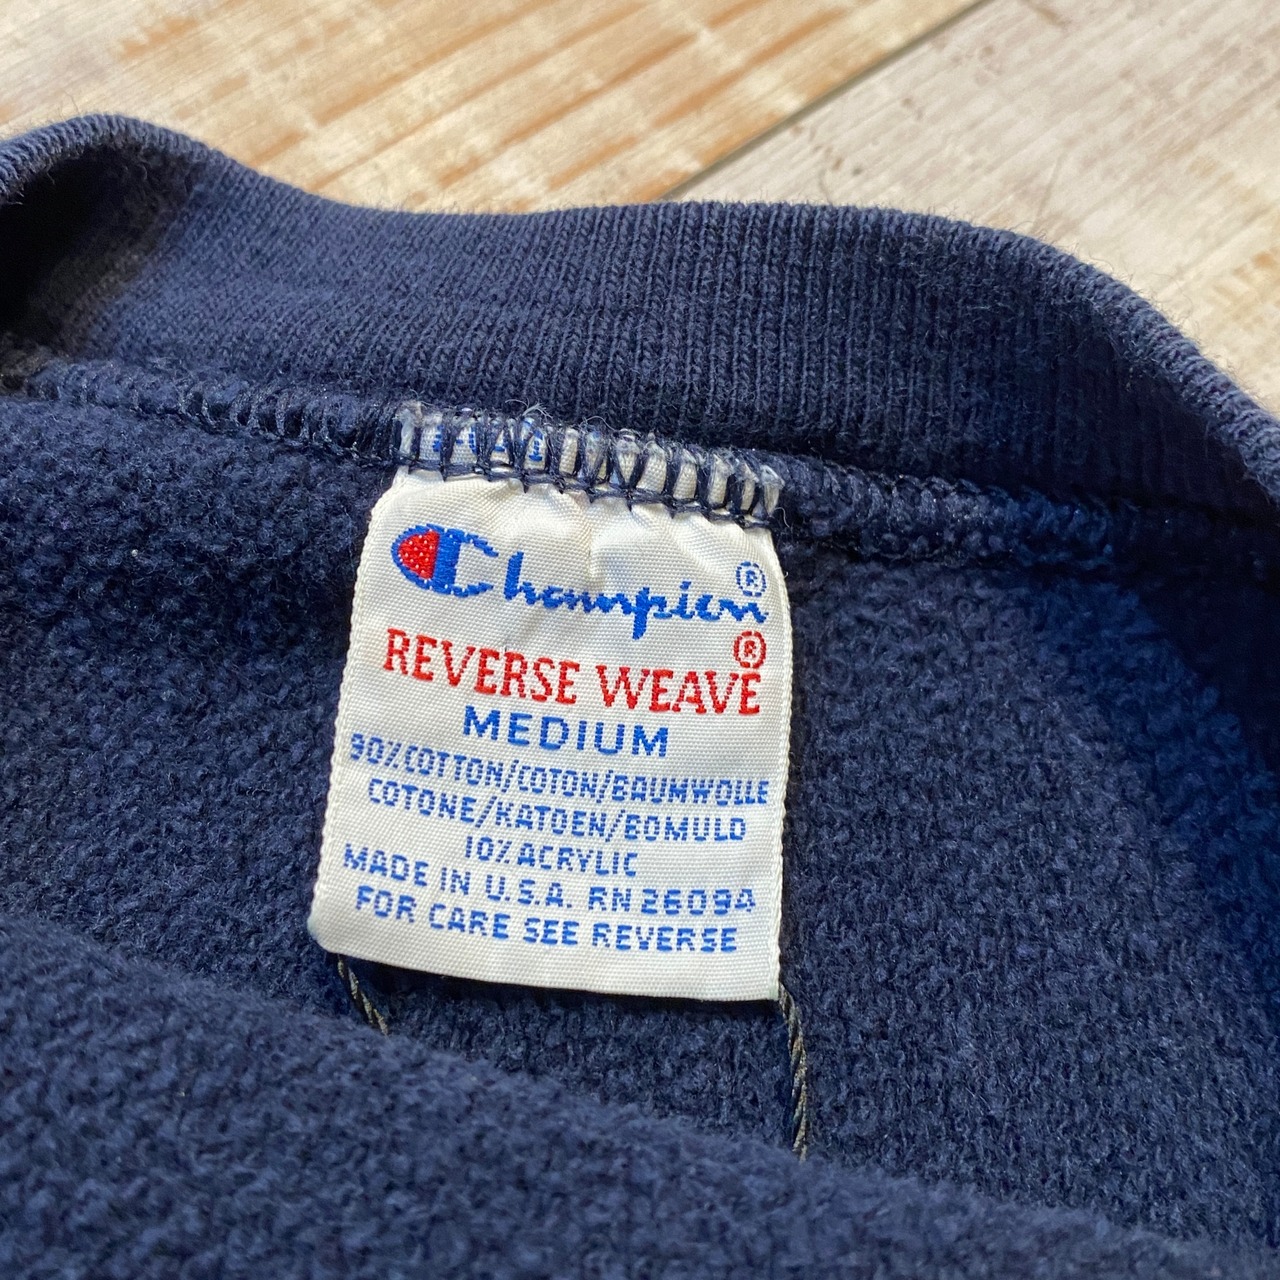 Champion®
REVERSE WEAVE®
MEDIUM
90% COTTON/COTON/BAUMWOLLE
COTONE/KATOEN/BOMULD
10% ACRYLIC
MADE IN U.S.A. RN 26094
FOR CARE SEE REVERSE